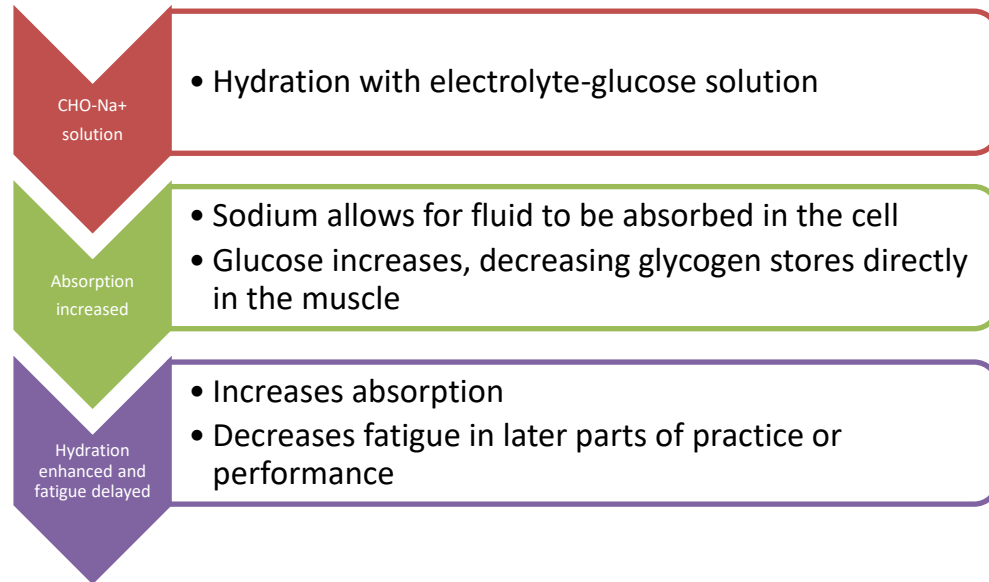 CHO-Na+
solution
• Hydration with electrolyte-glucose solution
Absorption
increased
• Sodium allows for fluid to be absorbed in the cell
• Glucose increases, decreasing glycogen stores directly
in the muscle
Hydration
enhanced and
fatigue delayed
• Increases absorption
• Decreases fatigue in later parts of practice or
performance